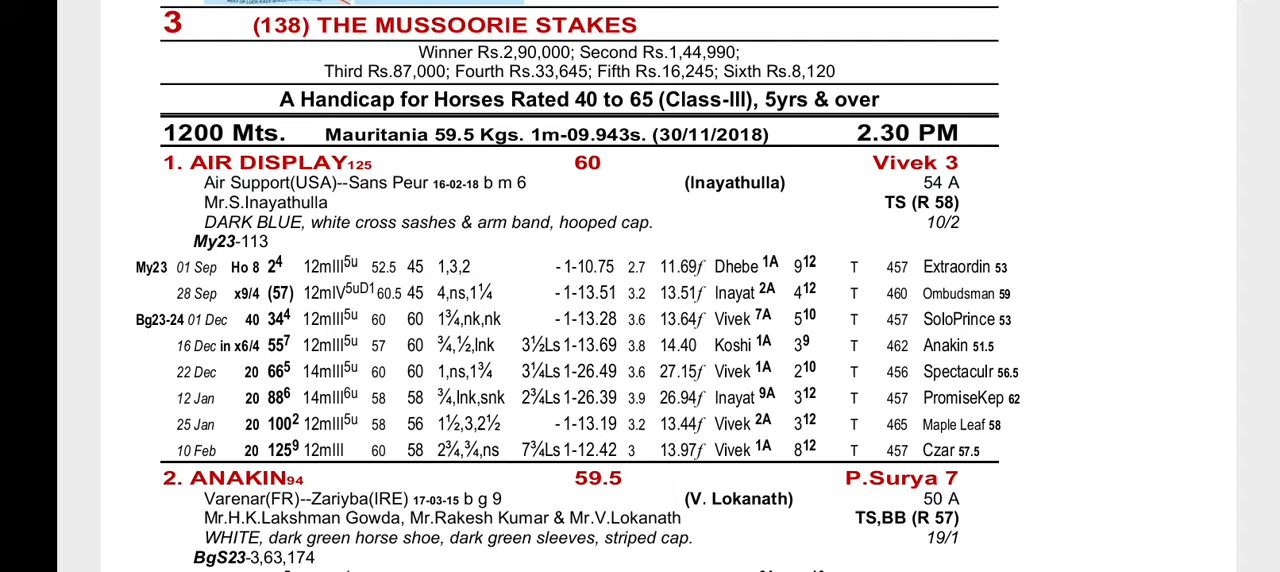 3 (138) THE MUSSOORIE STAKES
Winner Rs.2,90,000; Second Rs.1,44,990;
Third Rs.87,000; Fourth Rs.33,645; Fifth Rs.16,245; Sixth Rs.8,120
A Handicap for Horses Rated 40 to 65 (Class-III), 5yrs & over
1200 Mts. Mauritania 59.5 Kgs. 1m-09.943s. (30/11/2018) 2.30 PM
1. AIR DISPLAY125 60 Vivek 3
Air Support(USA)--Sans Peur 16-02-18 b m 6 (Inayathulla) 54 A
Mr.S.Inayathulla TS (R 58)
DARK BLUE, white cross sashes & arm band, hooped cap. 10/2
My23-113
My23 01 Sep Ho 8 2⁴ 12mIII5u 52.5 45 1,3,2 - 1-10.75 2.7 11.69f Dhebe 1A 9¹² T 457 Extraordin 53
28 Sep x9/4 (57) 12mIV5uD1 60.5 45 4,ns,1¼ - 1-13.51 3.2 13.51f Inayat 2A 4¹² T 460 Ombudsman 59
Bg23-24 01 Dec 40 34⁴ 12mIII5u 60 60 1¾,nk,nk - 1-13.28 3.6 13.64f Vivek 7A 5¹⁰ T 457 SoloPrince 53
16 Dec in x6/4 55⁷ 12mIII5u 57 60 ¾,½,lnk 3½Ls 1-13.69 3.8 14.40 Koshi 1A 3⁹ T 462 Anakin 51.5
22 Dec 20 66⁵ 14mIII5u 60 60 1,ns,1¾ 3¼Ls 1-26.49 3.6 27.15f Vivek 1A 2¹⁰ T 456 Spectaculr 56.5
12 Jan 20 88⁶ 14mIII6u 58 58 ¾,lnk,snk 2¾Ls 1-26.39 3.9 26.94f Inayat 9A 3¹² T 457 PromiseKep 62
25 Jan 20 100² 12mIII5u 58 56 1½,3,2½ - 1-13.19 3.2 13.44f Vivek 2A 3¹² T 465 Maple Leaf 58
10 Feb 20 125⁹ 12mIII 60 58 2¾,¾,ns 7¾Ls 1-12.42 3 13.97f Vivek 1A 8¹² T 457 Czar 57.5
2. ANAKIN94 59.5 P.Surya 7
Varenar(FR)--Zariyba(IRE) 17-03-15 b g 9 (V. Lokanath) 50 A
Mr.H.K.Lakshman Gowda, Mr.Rakesh Kumar & Mr.V.Lokanath TS,BB (R 57)
WHITE, dark green horse shoe, dark green sleeves, striped cap. 19/1
BgS23-3,63,174